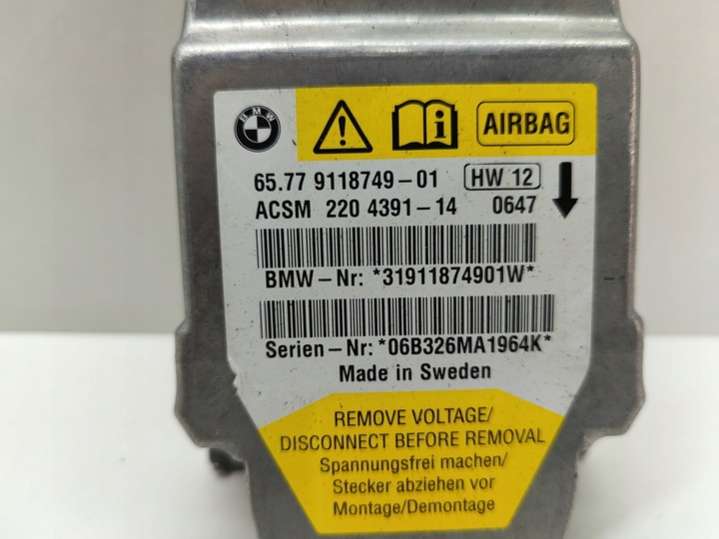 BMW
AIRBAG
65.77 9118749-01 HW 12
ACSM 220 4391-14 0647
BMW-Nr: *31911874901W*
Serien-Nr: *06B326MA1964K*
Made in Sweden
REMOVE VOLTAGE/
DISCONNECT BEFORE REMOVAL
Spannungsfrei machen/
Stecker abziehen vor
Montage/Demontage